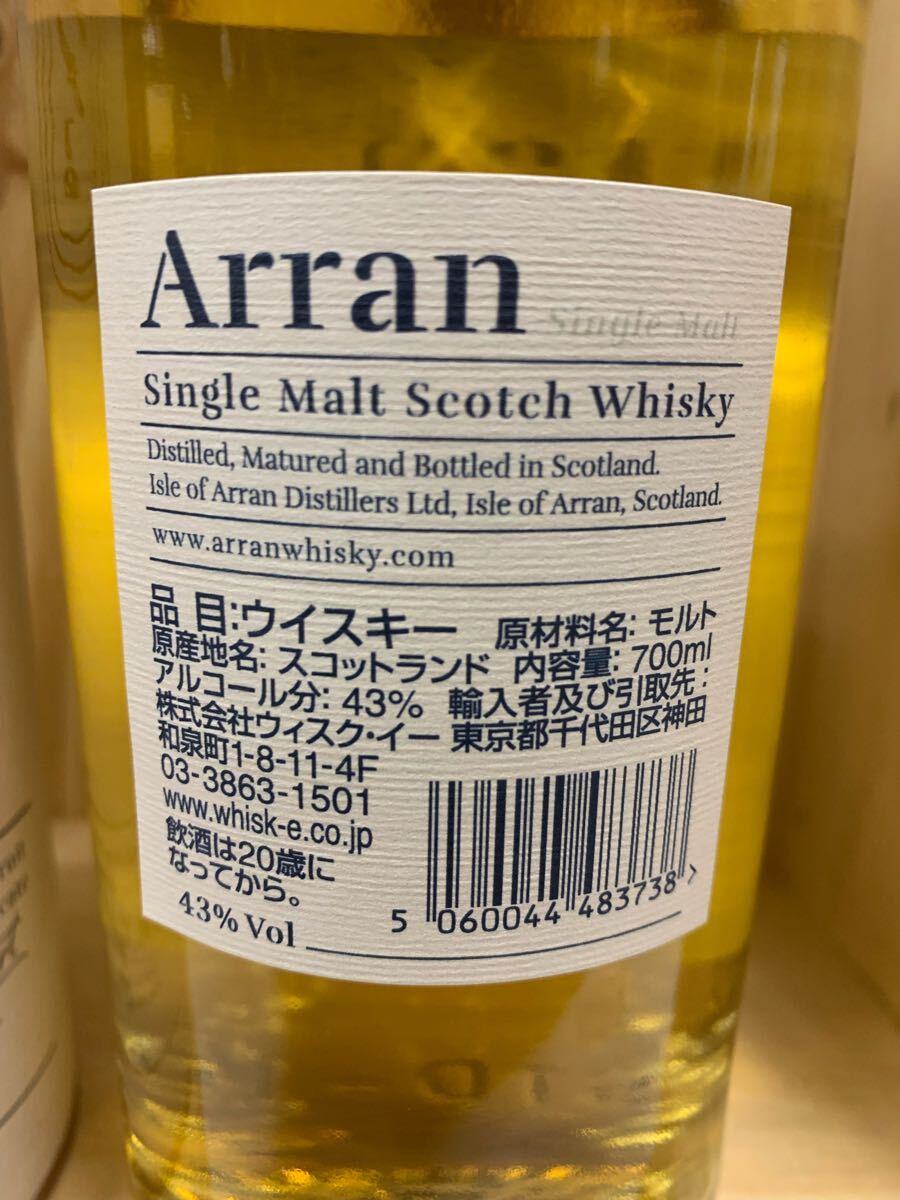 Arran Single Malt
Single Malt Scotch Whisky
Distilled, Matured and Bottled in Scotland.
Isle of Arran Distillers Ltd, Isle of Arran, Scotland.
www.arranwhisky.com
品 目:ウイスキー 原材料名: モルト
原産地名: スコットランド 内容量: 700ml
アルコール分: 43% 輸入者及び引取先 :
株式会社ウィスク・イー 東京都千代田区神田
和泉町1-8-11-4F
03-3863-1501
www.whisk-e.co.jp
飲酒は20歳に
なってから。
43% Vol
5 060044 483738 >